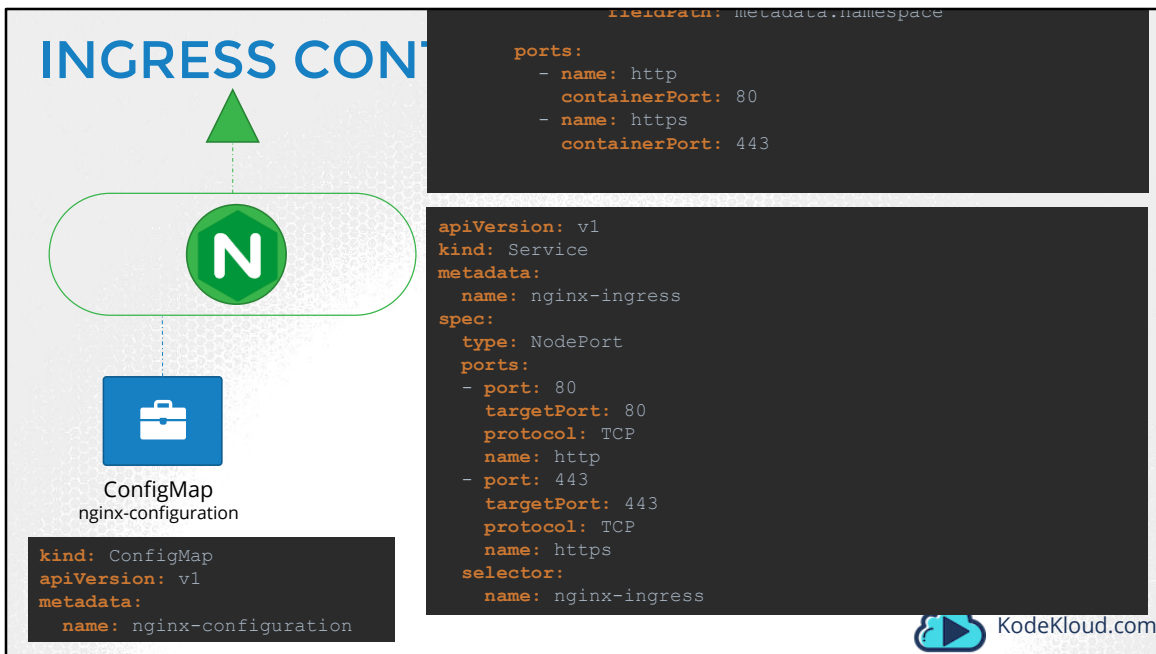 INGRESS CONT
fieldPath: metadata.namespace
ports:
- name: http
containerPort: 80
- name: https
containerPort: 443
apiVersion: v1
kind: Service
metadata:
name: nginx-ingress
spec:
type: NodePort
ports:
- port: 80
targetPort: 80
protocol: TCP
name: http
- port: 443
targetPort: 443
protocol: TCP
name: https
selector:
name: nginx-ingress
N
ConfigMap
nginx-configuration
kind: ConfigMap
apiVersion: v1
metadata:
name: nginx-configuration
KodeKloud.com